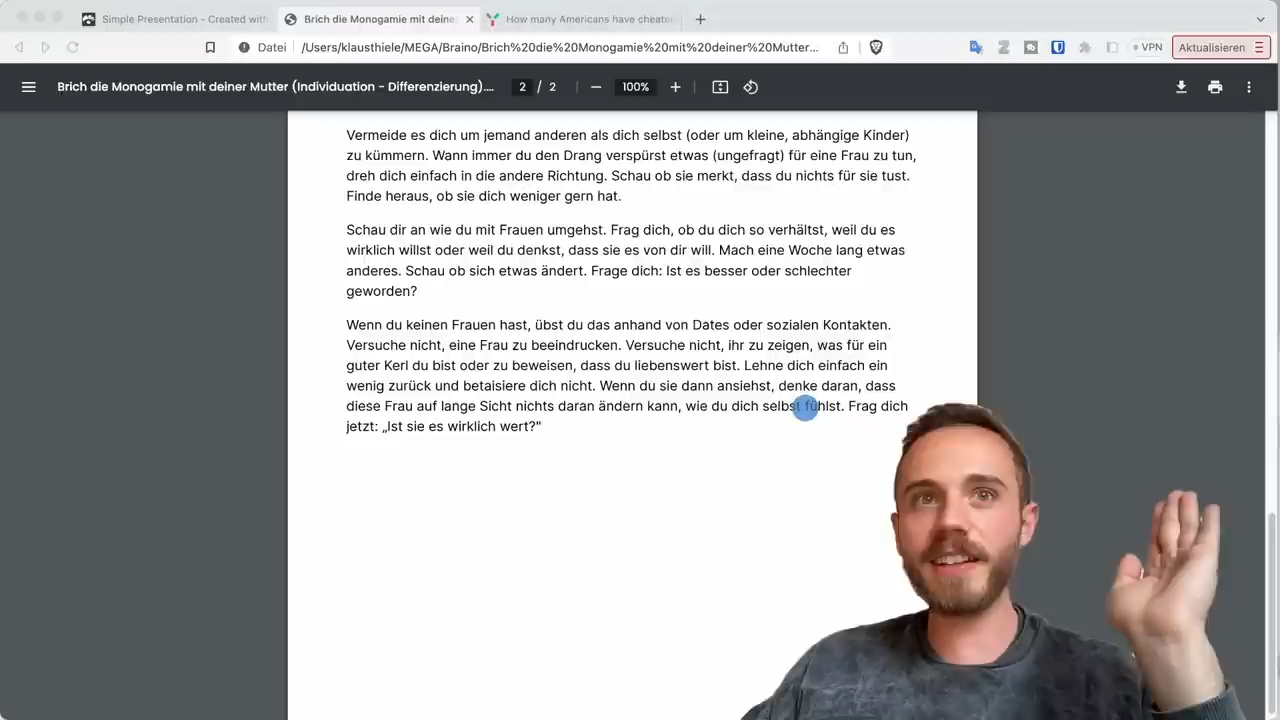 Simple Presentation - Created with
Brich die Monogamie mit deine
How many Americans have cheate
Datei
/Users/klausthiele/MEGA/Braino/Brich%20die%20Monogamie%20mit%20deiner%20Mutter...
VPN
Aktualisieren
Brich die Monogamie mit deiner Mutter (Individuation - Differenzierung)....
2 / 2
100%
Vermeide es dich um jemand anderen als dich selbst (oder um kleine, abhängige Kinder)
zu kümmern. Wann immer du den Drang verspürst etwas (ungefragt) für eine Frau zu tun,
dreh dich einfach in die andere Richtung. Schau ob sie merkt, dass du nichts für sie tust.
Finde heraus, ob sie dich weniger gern hat.
Schau dir an wie du mit Frauen umgehst. Frag dich, ob du dich so verhältst, weil du es
wirklich willst oder weil du denkst, dass sie es von dir will. Mach eine Woche lang etwas
anderes. Schau ob sich etwas ändert. Frage dich: Ist es besser oder schlechter
geworden?
Wenn du keinen Frauen hast, übst du das anhand von Dates oder sozialen Kontakten.
Versuche nicht, eine Frau zu beeindrucken. Versuche nicht, ihr zu zeigen, was für ein
guter Kerl du bist oder zu beweisen, dass du liebenswert bist. Lehne dich einfach ein
wenig zurück und betaisiere dich nicht. Wenn du sie dann ansiehst, denke daran, dass
diese Frau auf lange Sicht nichts daran ändern kann, wie du dich selbst fühlst. Frag dich
jetzt: „Ist sie es wirklich wert?"